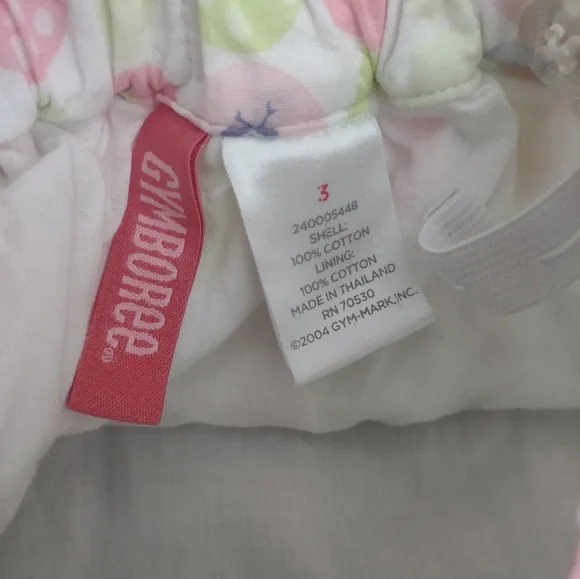 GYMBOREE®
3
240005448
SHELL:
100% COTTON
LINING:
100% COTTON
MADE IN THAILAND
RN 70530
©2004 GYM-MARK,INC.